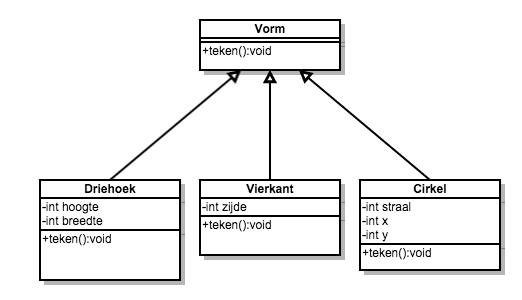 Vorm
+teken():void
Driehoek
-int hoogte
-int breedte
+teken():void
Vierkant
-int zijde
+teken():void
Cirkel
-int straal
-int x
-int y
+teken():void